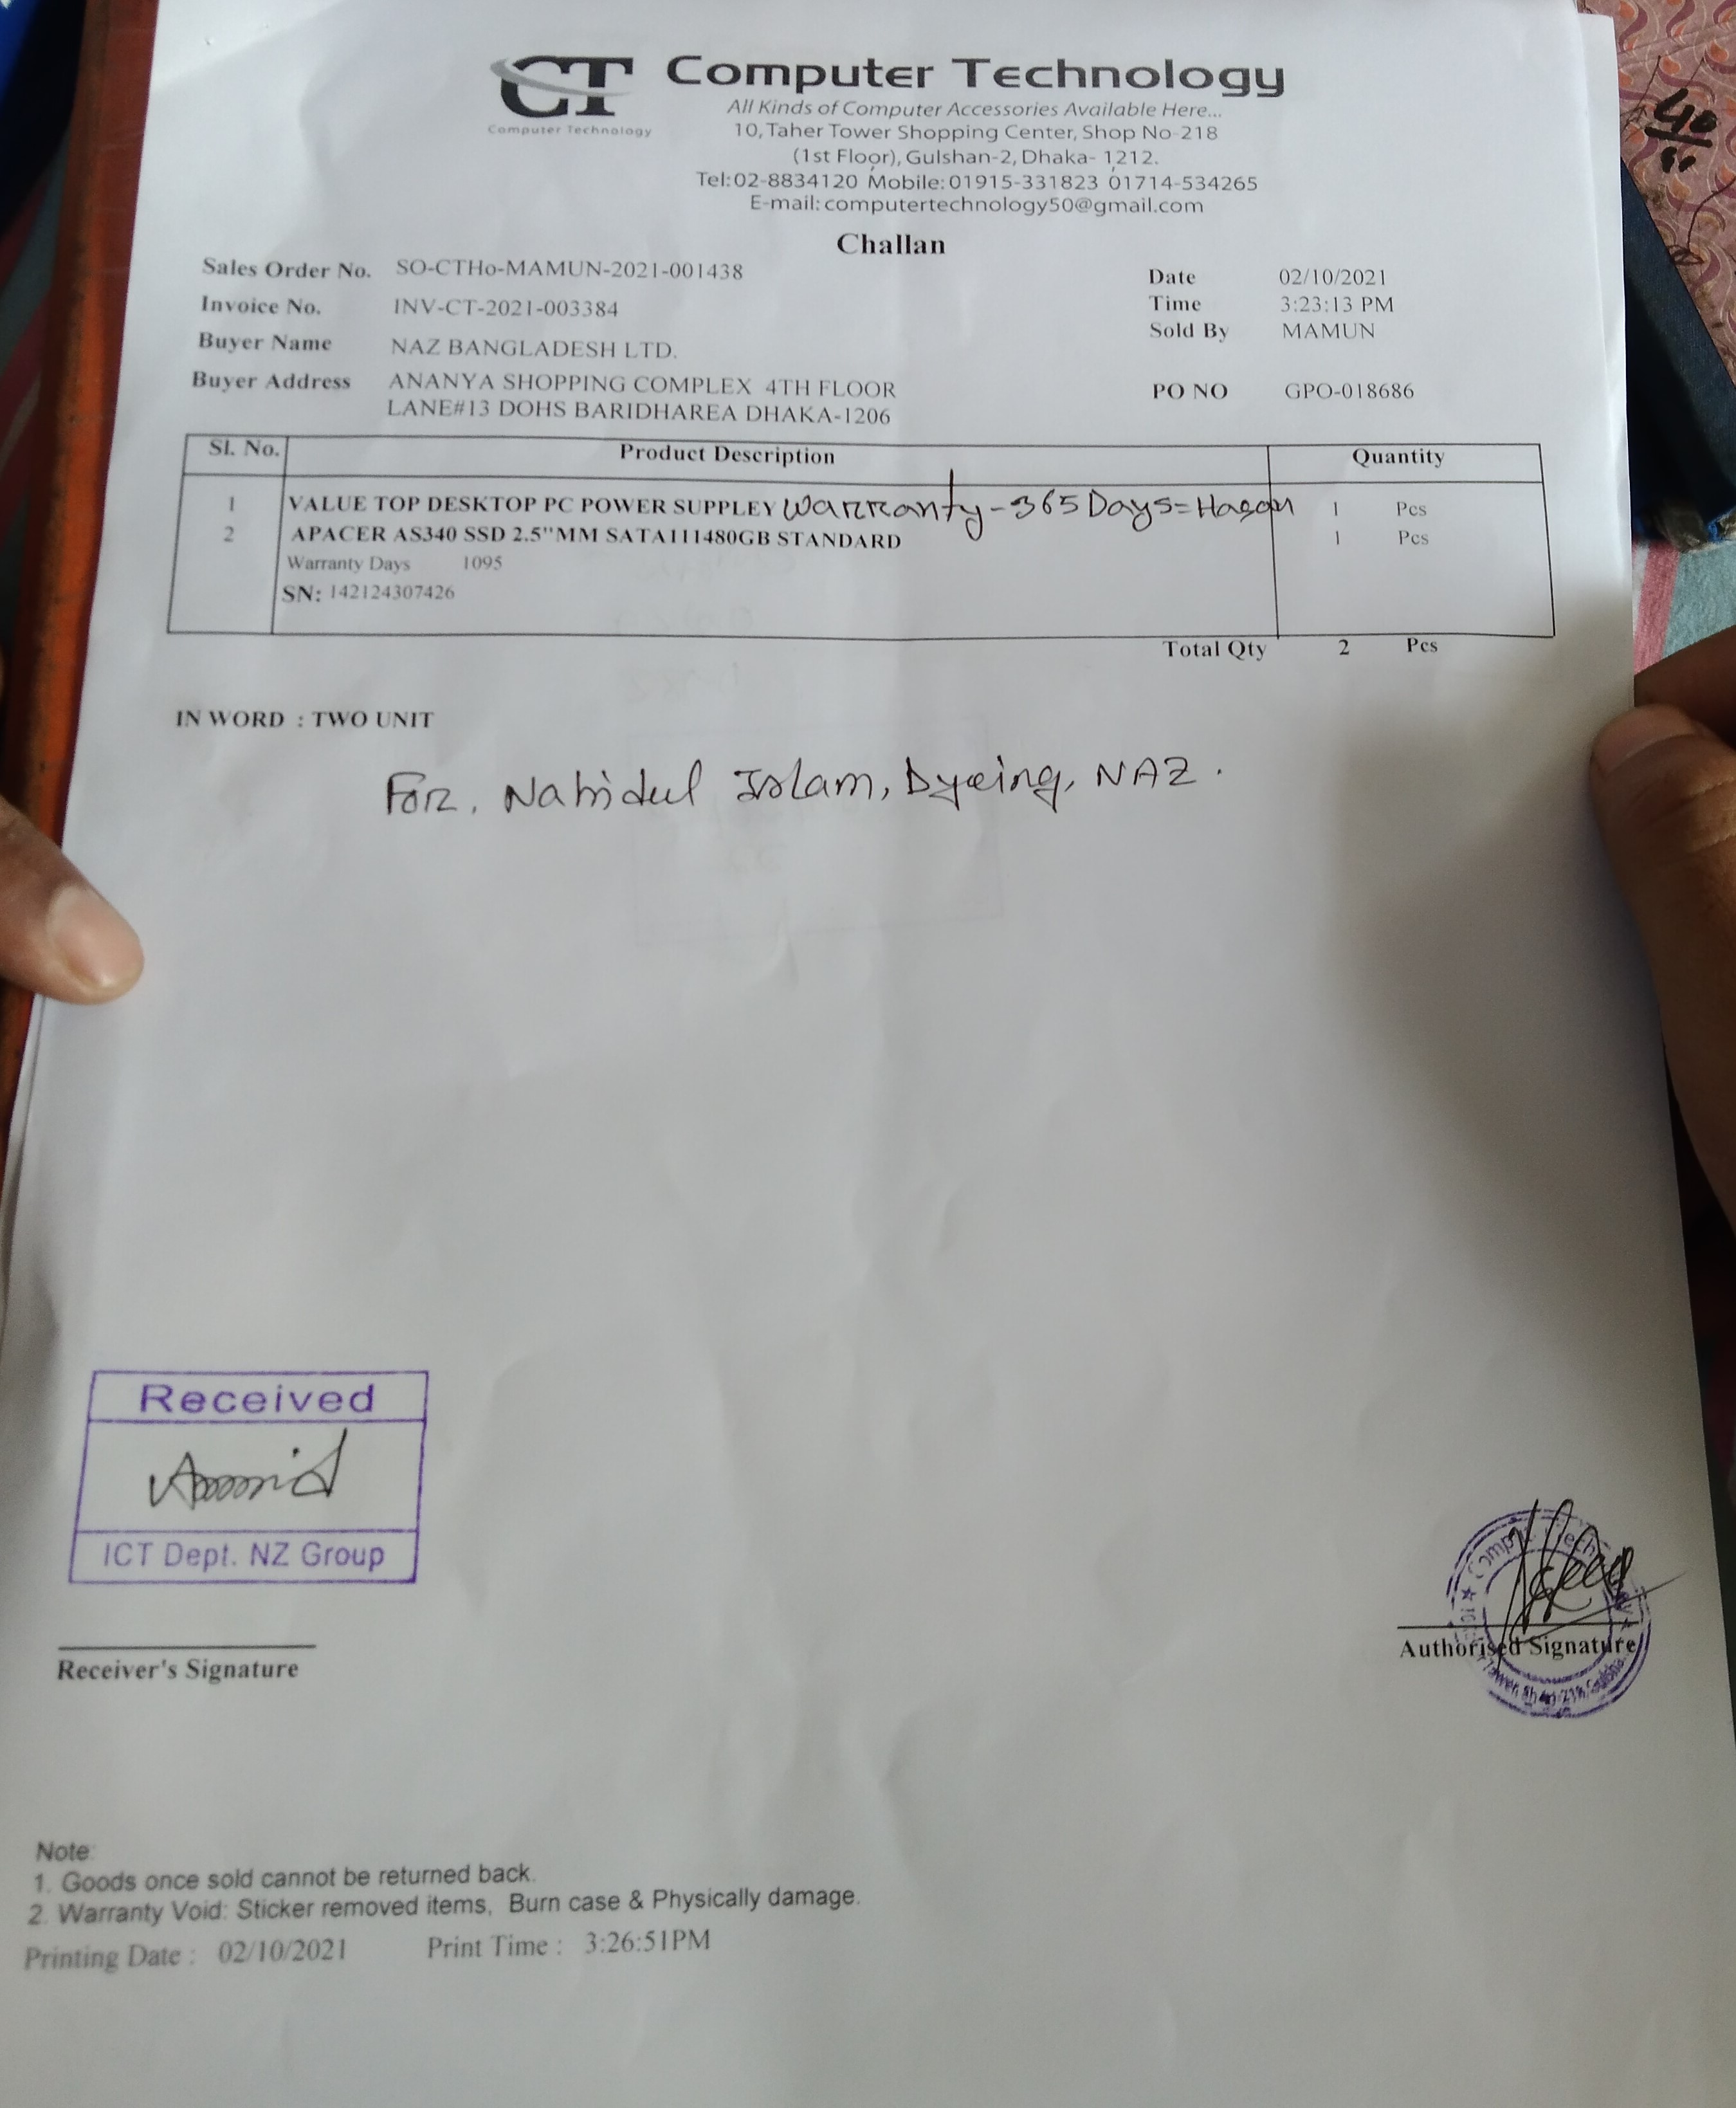 CT Computer Technology
Computer Technology
All Kinds of Computer Accessories Available Here...
10, Taher Tower Shopping Center, Shop No-218
(1st Floor), Gulshan-2, Dhaka- 1212.
Tel: 02-8834120 Mobile: 01915-331823 01714-534265
E-mail: computertechnology50@gmail.com
Challan
Sales Order No. SO-CTHo-MAMUN-2021-001438
Date 02/10/2021
Invoice No. INV-CT-2021-003384
Time 3:23:13 PM
Buyer Name NAZ BANGLADESH LTD.
Sold By MAMUN
Buyer Address ANANYA SHOPPING COMPLEX 4TH FLOOR
LANE#13 DOHS BARIDHAREA DHAKA-1206
PO NO GPO-018686
Sl. No. Product Description Quantity
1 VALUE TOP DESKTOP PC POWER SUPPLEY Warranty-365 Days=Hasan 1 Pcs
2 APACER AS340 SSD 2.5"MM SATA111480GB STANDARD 1 Pcs
Warranty Days 1095
SN: 142124307426
Total Qty 2 Pcs
IN WORD : TWO UNIT
For. Nahidul Islam, Dyeing, NAZ.
Received
ICT Dept. NZ Group
Receiver's Signature
Authorised Signature
Note:
1. Goods once sold cannot be returned back.
2. Warranty Void: Sticker removed items, Burn case & Physically damage.
Printing Date : 02/10/2021 Print Time : 3:26:51PM